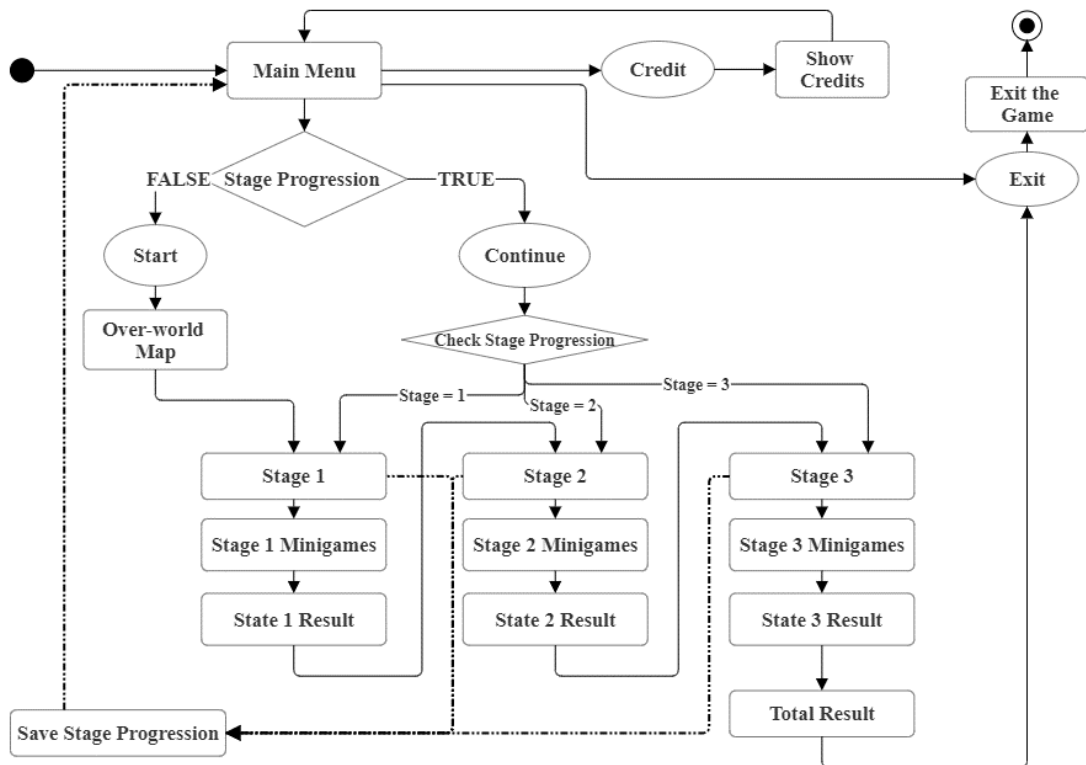 Main Menu
Credit
Show
Credits
Exit the
Game
FALSE
Stage Progression
TRUE
Exit
Start
Continue
Over-world
Map
Check Stage Progression
Stage = 1
Stage = 2
Stage = 3
Stage 1
Stage 2
Stage 3
Stage 1 Minigames
Stage 2 Minigames
Stage 3 Minigames
State 1 Result
State 2 Result
State 3 Result
Save Stage Progression
Total Result